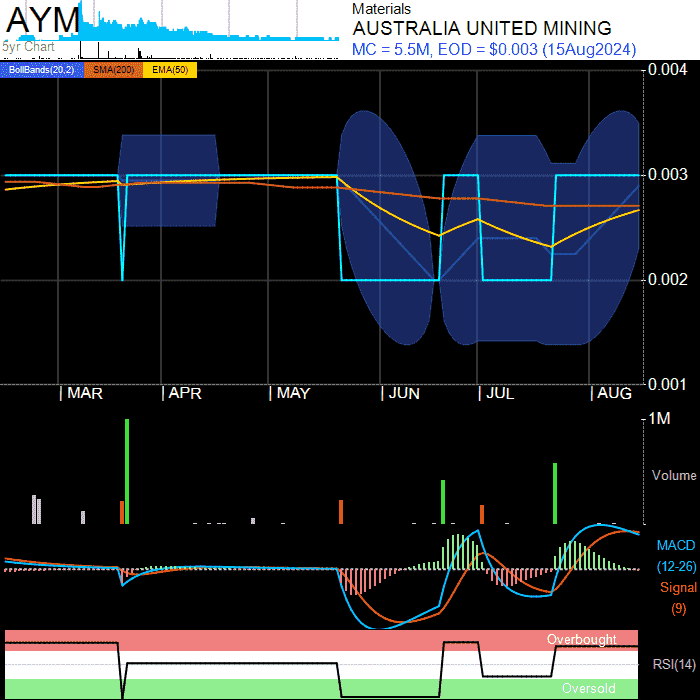 AYM
5yr Chart
Materials
AUSTRALIA UNITED MINING
MC = 5.5M, EOD = $0.003 (15Aug2024)
BollBands(20,2) SMA(200) EMA(50)
0.004
0.003
0.002
0.001
MAR APR MAY JUN JUL AUG
1M
Volume
MACD
(12-26)
Signal
(9)
Overbought
RSI(14)
Oversold